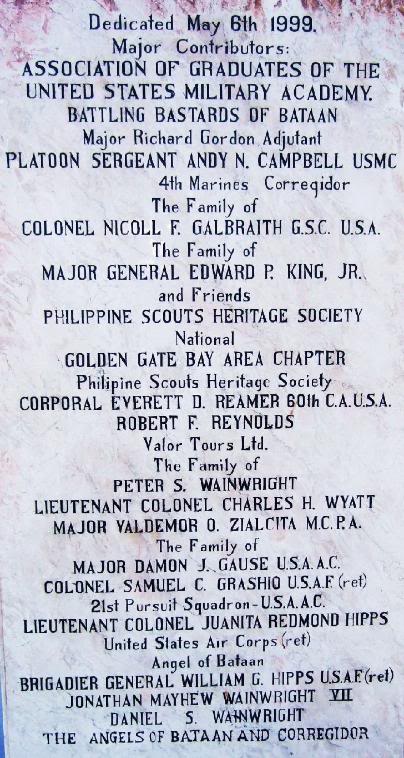 Dedicated May 6th 1999.
Major Contributors:
ASSOCIATION OF GRADUATES OF THE
UNITED STATES MILITARY ACADEMY.
BATTLING BASTARDS OF BATAAN
Major Richard Gordon Adjutant
PLATOON SERGEANT ANDY N. CAMPBELL USMC
4th Marines Corregidor
The Family of
COLONEL NICOLL F. GALBRAITH G.S.C. U.S.A.
The Family of
MAJOR GENERAL EDWARD P. KING, JR.
and Friends
PHILIPPINE SCOUTS HERITAGE SOCIETY
National
GOLDEN GATE BAY AREA CHAPTER
Philipine Scouts Heritage Society
CORPORAL EVERETT D. REAMER 60th C.A.U.S.A.
ROBERT F. REYNOLDS
Valor Tours Ltd.
The Family of
PETER S. WAINWRIGHT
LIEUTENANT COLONEL CHARLES H. WYATT
MAJOR VALDEMOR O. ZIALCITA M.C.P.A.
The Family of
MAJOR DAMON J. GAUSE U.S.A.A.C.
COLONEL SAMUEL C. GRASHIO U.S.A.F. (ret)
21st Pursuit Squadron-U.S.A.A.C.
LIEUTENANT COLONEL JUANITA REDMOND HIPPS
United States Air Corps (ret)
Angel of Bataan
BRIGADIER GENERAL WILLIAM G. HIPPS U.S.A.F. (ret)
JONATHAN MAYHEW WAINWRIGHT VII
DANIEL S. WAINWRIGHT
THE ANGELS OF BATAAN AND CORREGIDOR